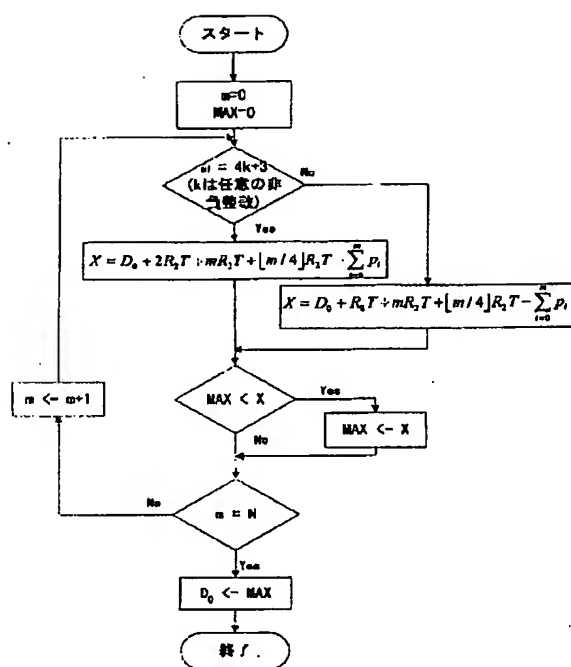 スタート
m=0
MAX=0
m = 4k+3
(kは任意の非
負整数)
No
Yes
X = D₀ + 2R₂T + mR₂T + ⌊m/4⌋R₂T - ∑ pᵢ
X = D₀ + R₂T + mR₂T + ⌊m/4⌋R₂T - ∑ pᵢ
m <- m+1
MAX < X
Yes
MAX <- X
No
No
m = N
Yes
D₀ <- MAX
終了